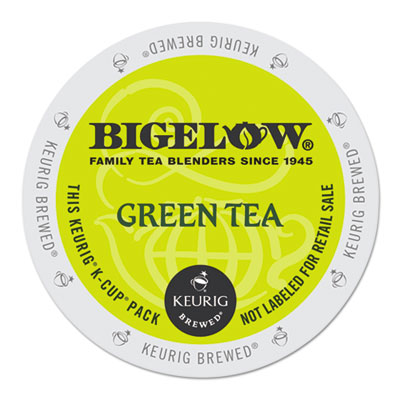 KEURIG BREWED®
KEURIG BREWED®
KEURIG BREWED®
BIGELOW®
FAMILY TEA BLENDERS SINCE 1945
GREEN TEA
THIS KEURIG® K-CUP® PACK
NOT LABELED FOR RETAIL SALE
KEURIG
BREWED®
KEURIG BREWED®